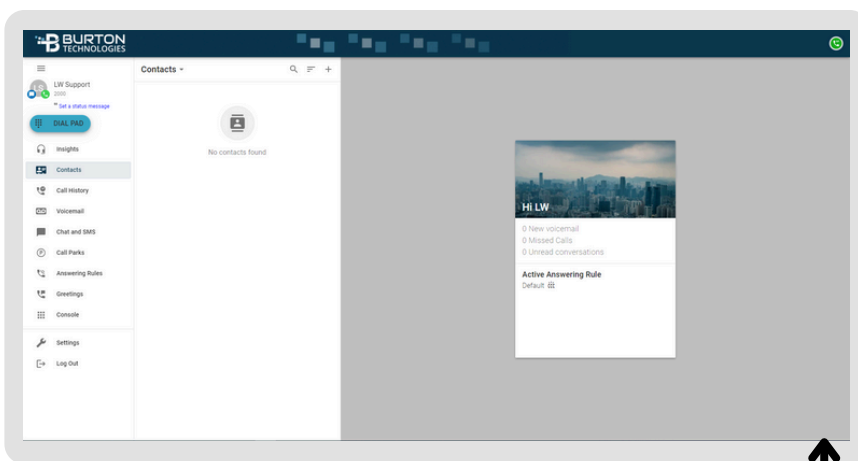 BURTON
TECHNOLOGIES
LW Support
2000
Set a status message
DIAL PAD
Insights
Contacts
Call History
Voicemail
Chat and SMS
Call Parks
Answering Rules
Greetings
Console
Settings
Log Out
Contacts
No contacts found
Hi LW
0 New voicemail
0 Missed Calls
0 Unread conversations
Active Answering Rule
Default